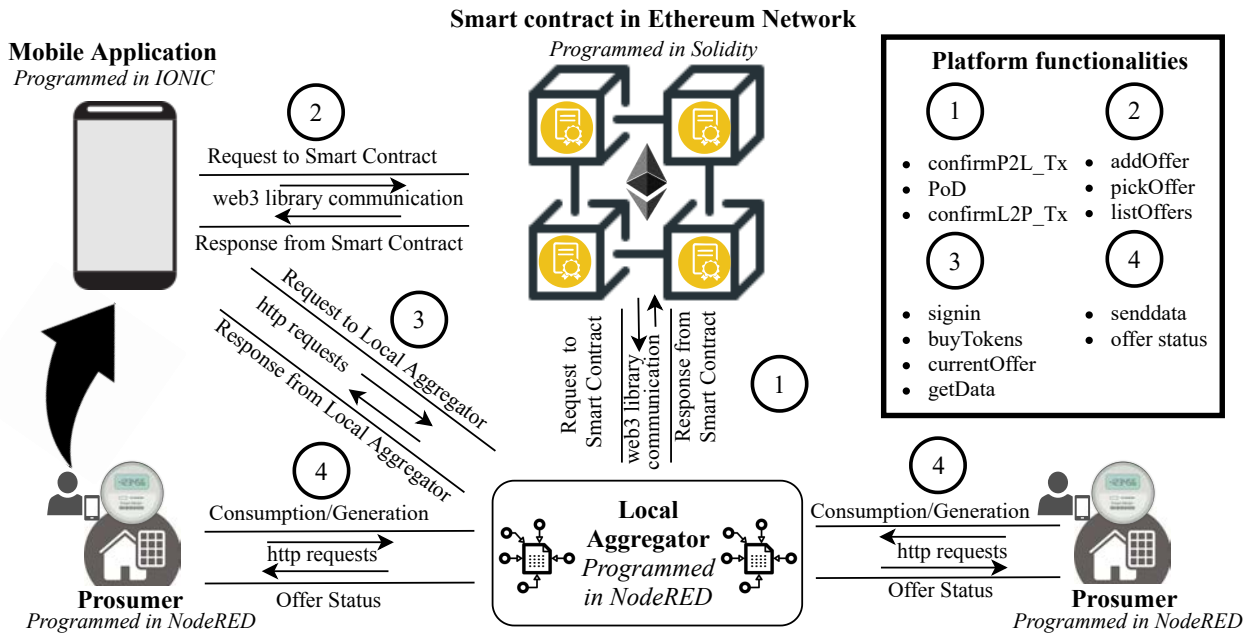 Smart contract in Ethereum Network
Programmed in Solidity
Mobile Application
Programmed in IONIC
2
Request to Smart Contract
web3 library communication
Response from Smart Contract
Platform functionalities
1
confirmP2L_Tx
PoD
confirmL2P_Tx
2
addOffer
pickOffer
listOffers
3
signin
buyTokens
currentOffer
getData
4
senddata
offer status
3
Request to Local Aggregator
http requests
Response from Local Aggregator
Request to
Smart Contract
web3 library
communication
Response from
Smart Contract
1
4
Consumption/Generation
http requests
Offer Status
Prosumer
Programmed in NodeRED
Local
Aggregator
Programmed
in NodeRED
4
Consumption/Generation
http requests
Offer Status
Prosumer
Programmed in NodeRED